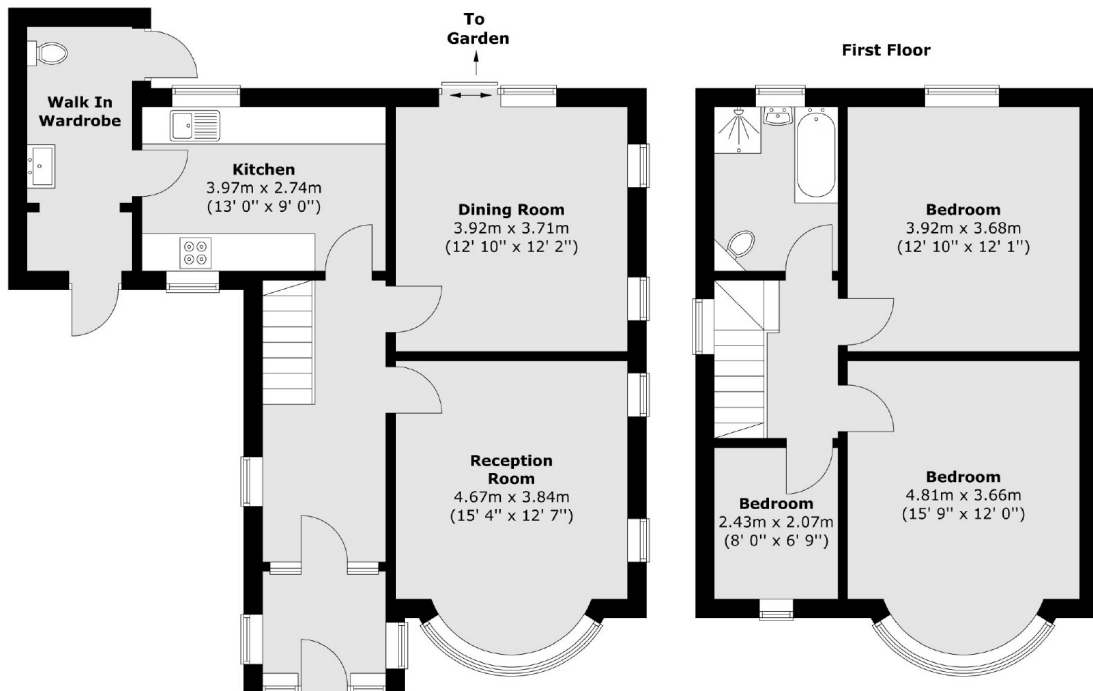 To
Garden
First Floor
Walk In
Wardrobe
Kitchen
3.97m x 2.74m
(13' 0" x 9' 0")
Dining Room
3.92m x 3.71m
(12' 10" x 12' 2")
Bedroom
3.92m x 3.68m
(12' 10" x 12' 1")
Reception
Room
4.67m x 3.84m
(15' 4" x 12' 7")
Bedroom
2.43m x 2.07m
(8' 0" x 6' 9")
Bedroom
4.81m x 3.66m
(15' 9" x 12' 0")